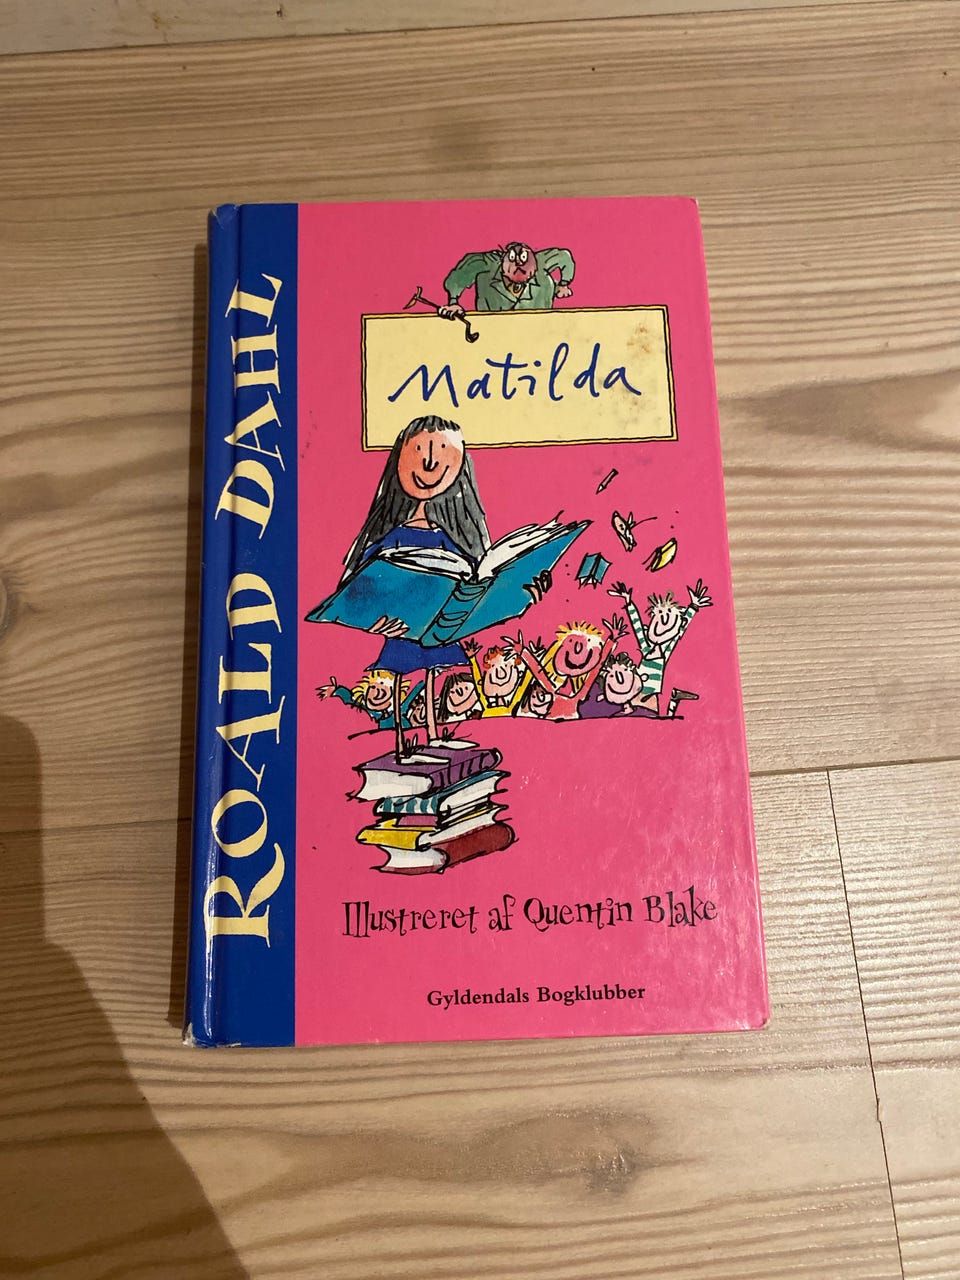 ROALD DAHL
Matilda
Illustreret af Quentin Blake
Gyldendals Bogklubber